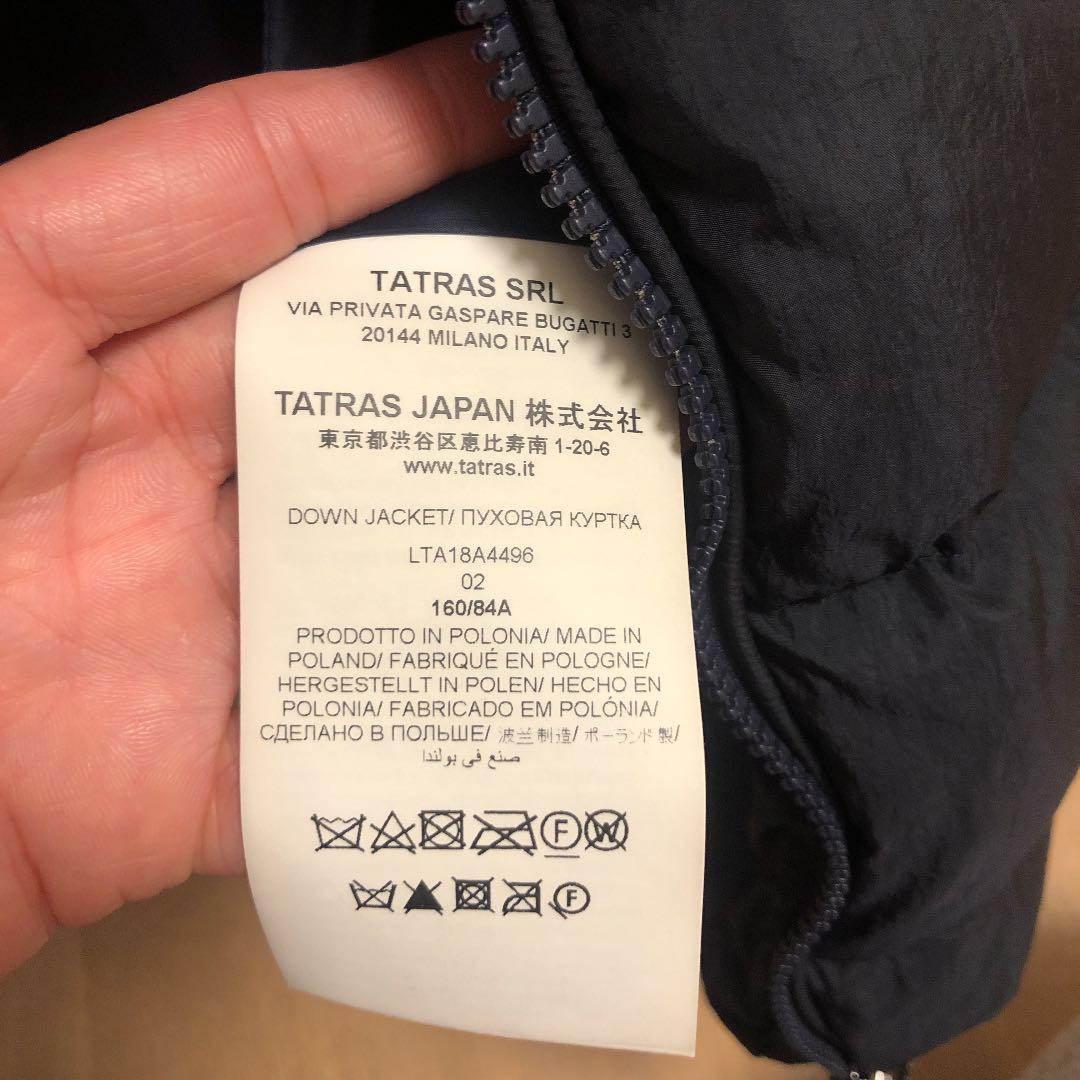 TATRAS SRL
VIA PRIVATA GASPARE BUGATTI 3
20144 MILANO ITALY
TATRAS JAPAN 株式会社
東京都渋谷区恵比寿南 1-20-6
www.tatras.it
DOWN JACKET/ ПУХОВАЯ КУРТКА
LTA18A4496
02
160/84A
PRODOTTO IN POLONIA/ MADE IN
POLAND/ FABRIQUÉ EN POLOGNE/
HERGESTELLT IN POLEN/ HECHO EN
POLONIA/ FABRICADO EM POLÓNIA/
СДЕЛАНО В ПОЛЬШЕ/ 波兰制造/ ポーランド製/
صنع في بولندا
F W
F